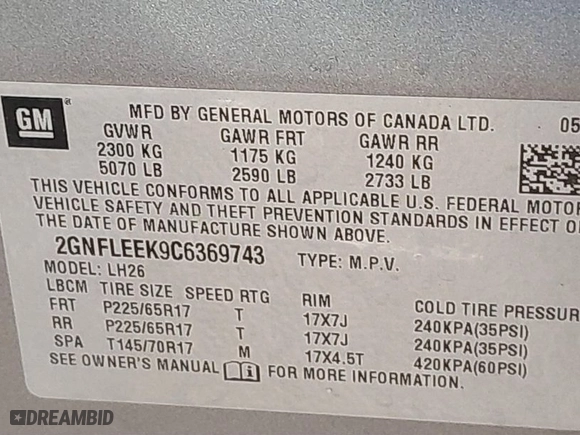 GM ®
MFD BY GENERAL MOTORS OF CANADA LTD. 05
GVWR GAWR FRT GAWR RR
2300 KG 1175 KG 1240 KG
5070 LB 2590 LB 2733 LB
THIS VEHICLE CONFORMS TO ALL APPLICABLE U.S. FEDERAL MOTOR
VEHICLE SAFETY AND THEFT PREVENTION STANDARDS IN EFFECT O
THE DATE OF MANUFACTURE SHOWN ABOVE.
2GNFLEEK9C6369743 TYPE: M.P.V.
MODEL: LH26
LBCM TIRE SIZE SPEED RTG RIM COLD TIRE PRESSUR
FRT P225/65R17 T 17X7J 240KPA(35PSI)
RR P225/65R17 T 17X7J 240KPA(35PSI)
SPA T145/70R17 M 17X4.5T 420KPA(60PSI)
SEE OWNER'S MANUAL FOR MORE INFORMATION.
DREAMBID